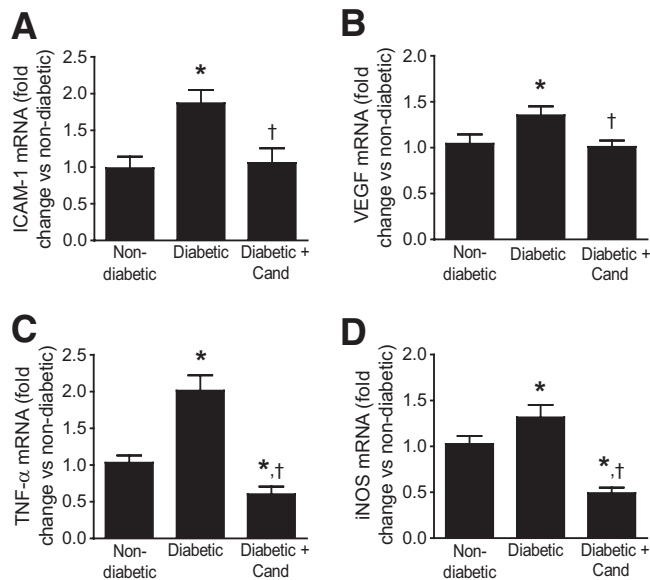 A
ICAM-1 mRNA (fold
change vs non-diabetic)
2.5
2.0
1.5
1.0
0.5
0.0
*
†
Non-
diabetic
Diabetic
Diabetic +
Cand
B
VEGF mRNA (fold
change vs non-diabetic)
2.0
1.5
1.0
0.5
0.0
*
†
Non-
diabetic
Diabetic
Diabetic +
Cand
C
TNF-α mRNA (fold
change vs non-diabetic)
2.5
2.0
1.5
1.0
0.5
0.0
*
*,†
Non-
diabetic
Diabetic
Diabetic +
Cand
D
iNOS mRNA (fold
change vs non-diabetic)
2.0
1.5
1.0
0.5
0.0
*
*,†
Non-
diabetic
Diabetic
Diabetic +
Cand